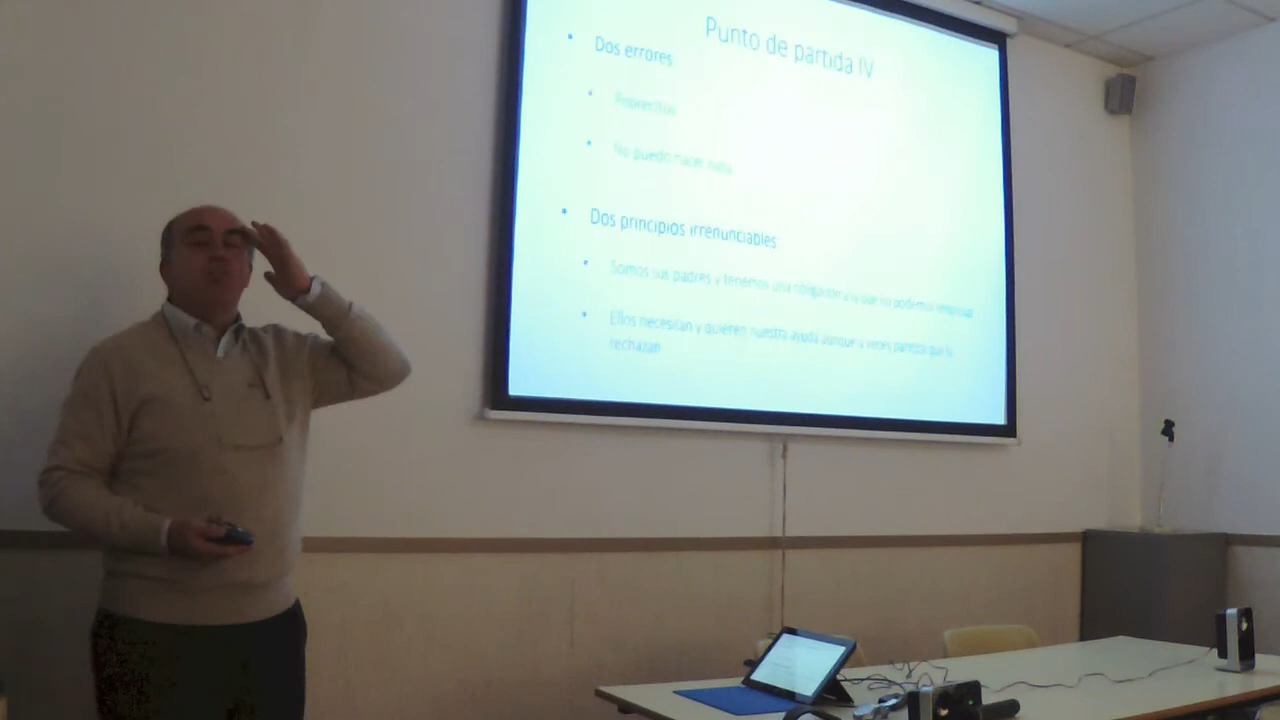 Punto de partida IV
Dos errores
No puedo hacer nada
Dos principios irrenunciables
Somos sus padres y tenemos una obligación a la que no podemos
Ellos necesitan y quieren nuestra ayuda aunque a veces parezca que la
rechazan